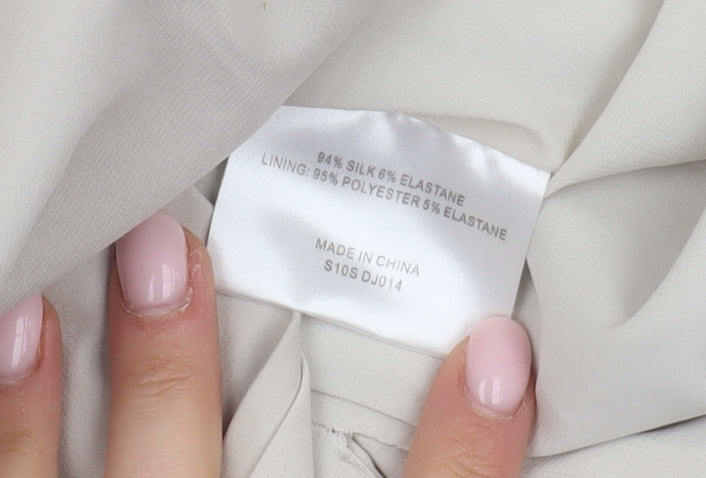 94% SILK 6% ELASTANE
LINING: 95% POLYESTER 5% ELASTANE
MADE IN CHINA
S10S DJ014